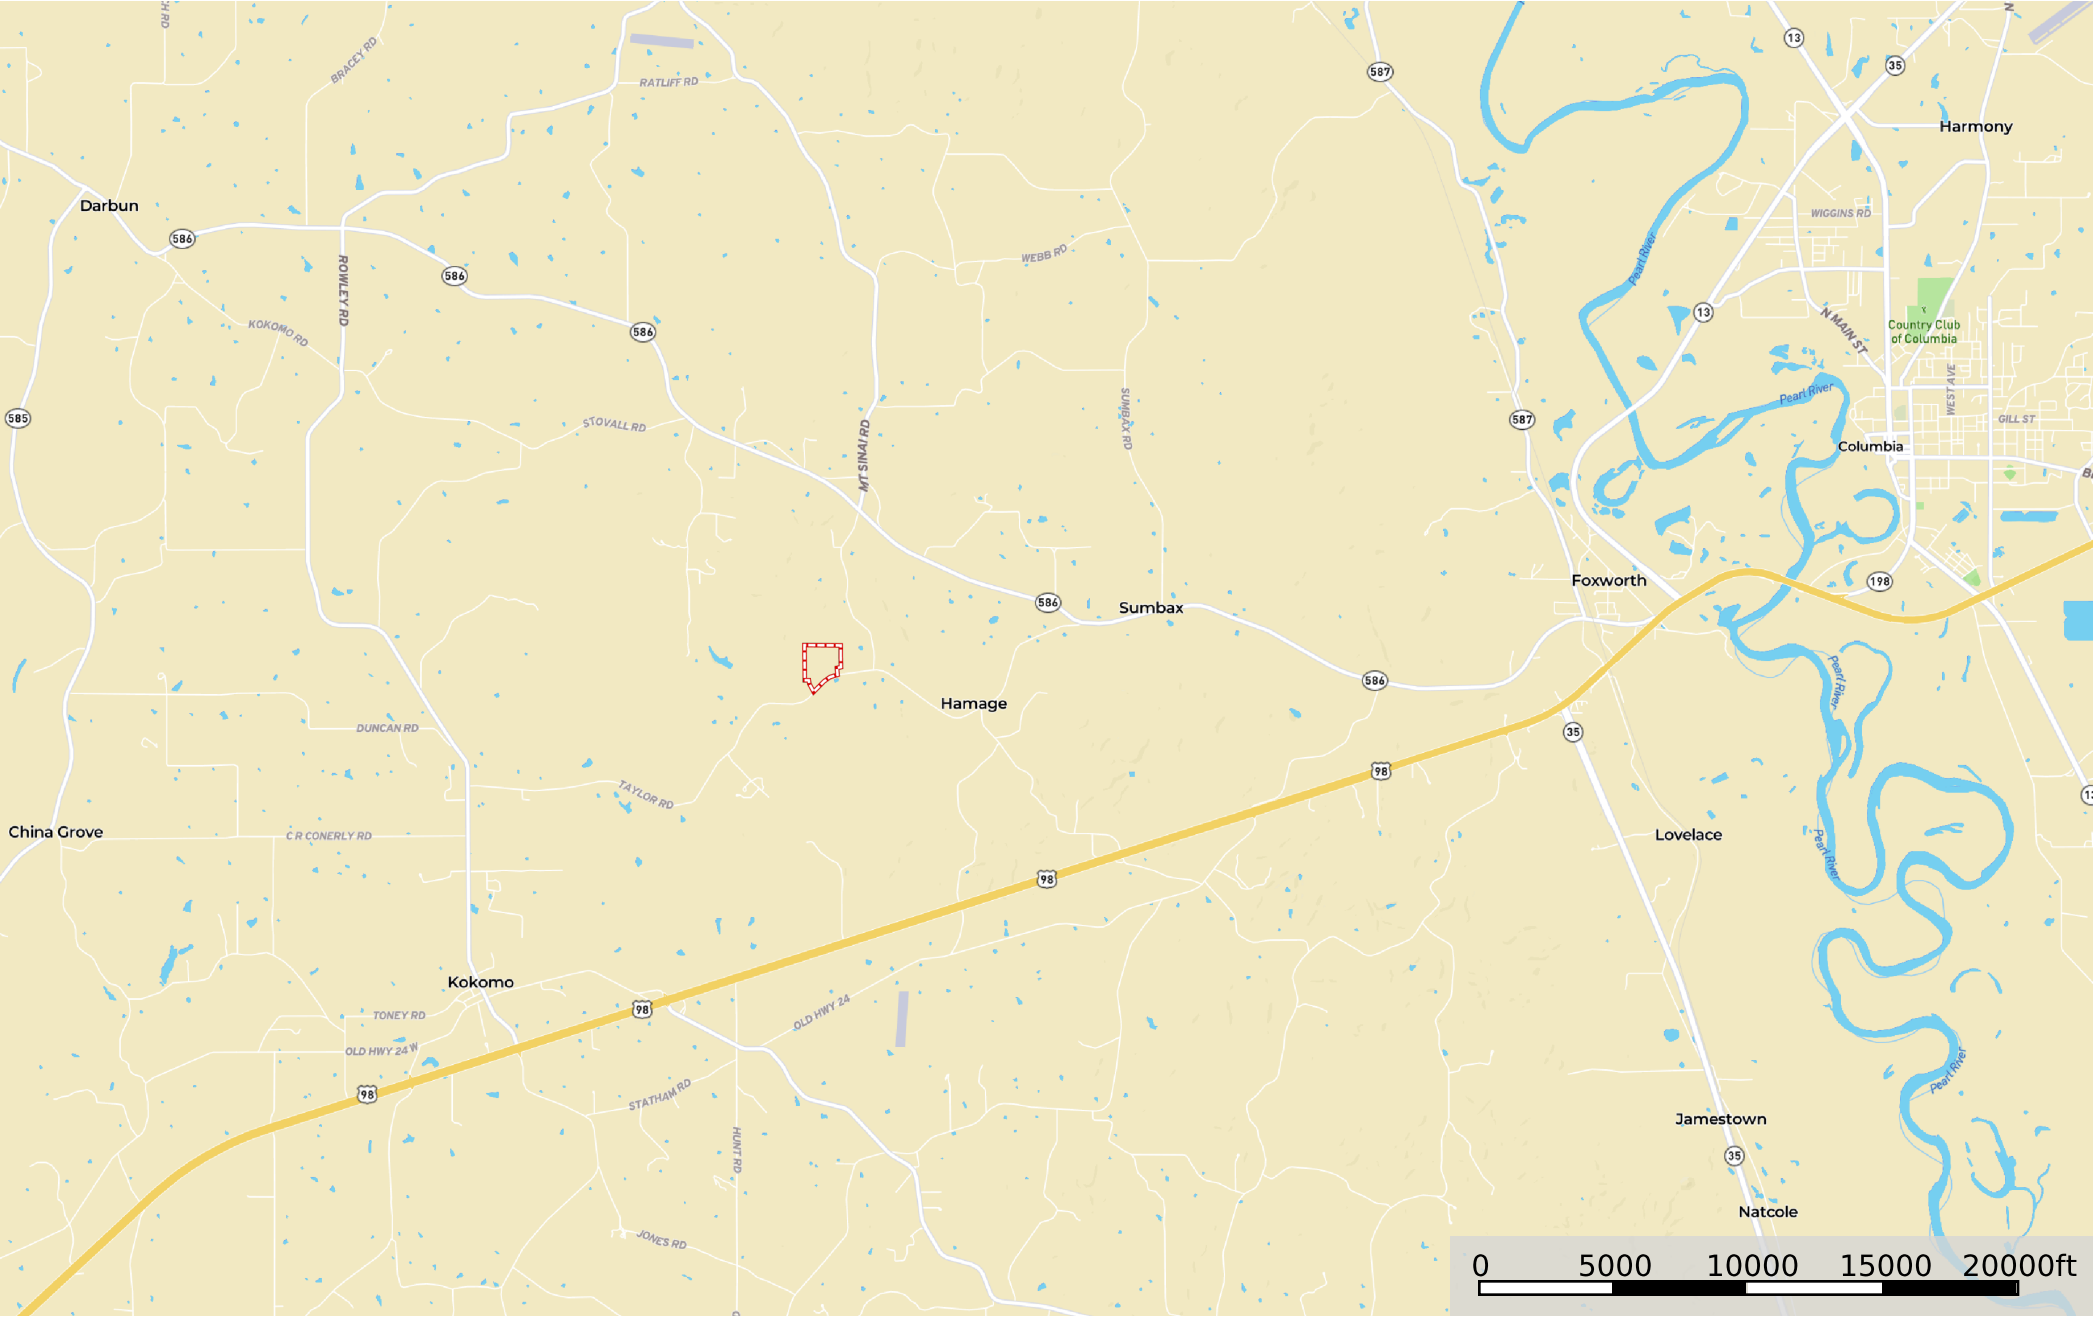 BRACEY RD
RATLIFF RD
587
13
35
N
Harmony
Darbun
586
WIGGINS RD
Pearl River
WEBB RD
ROWLEY RD
586
13
N MAIN ST
Country Club
of Columbia
KOKOMO RD
586
Pearl River
WEST AVE
585
STOVALL RD
SUMRAX RD
587
GILL ST
MT SINAI RD
Columbia
586
Sumbax
Foxworth
198
Pearl River
586
Hamage
DUNCAN RD
35
98
TAYLOR RD
China Grove
C R CONERLY RD
Lovelace
Pearl River
98
Kokomo
98
OLD HWY 24
TONEY RD
OLD HWY 24 W
Pearl River
98
STATHAM RD
Jamestown
HUNT RD
35
Natcole
JONES RD
0 5000 10000 15000 20000ft